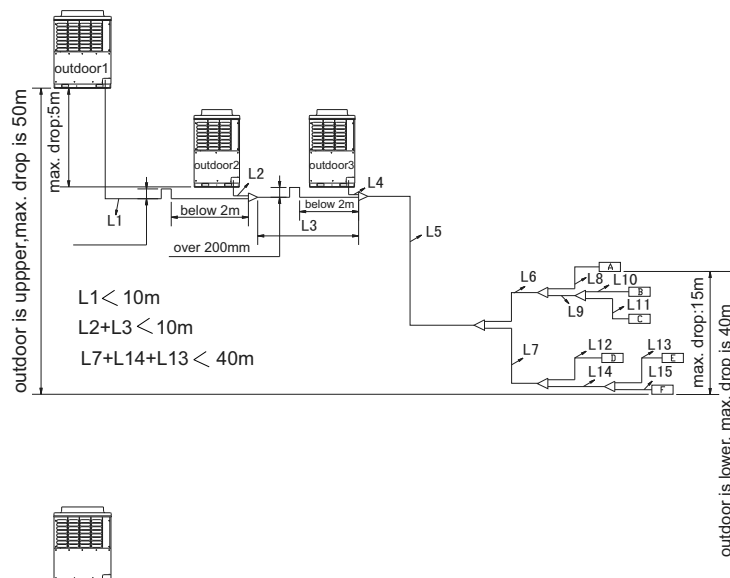 outdoor1
outdoor is uppper,max. drop is 50m
max. drop:5m
outdoor2
L2
outdoor3
L4
L1
below 2m
below 2m
L3
over 200mm
L5
L1＜10m
L2+L3＜10m
L7+L14+L13＜40m
L6
L8
L10
A
B
L9
L11
C
L7
L12
L13
D
E
L14
L15
F
max. drop:15m
outdoor is lower, max. drop is 40m